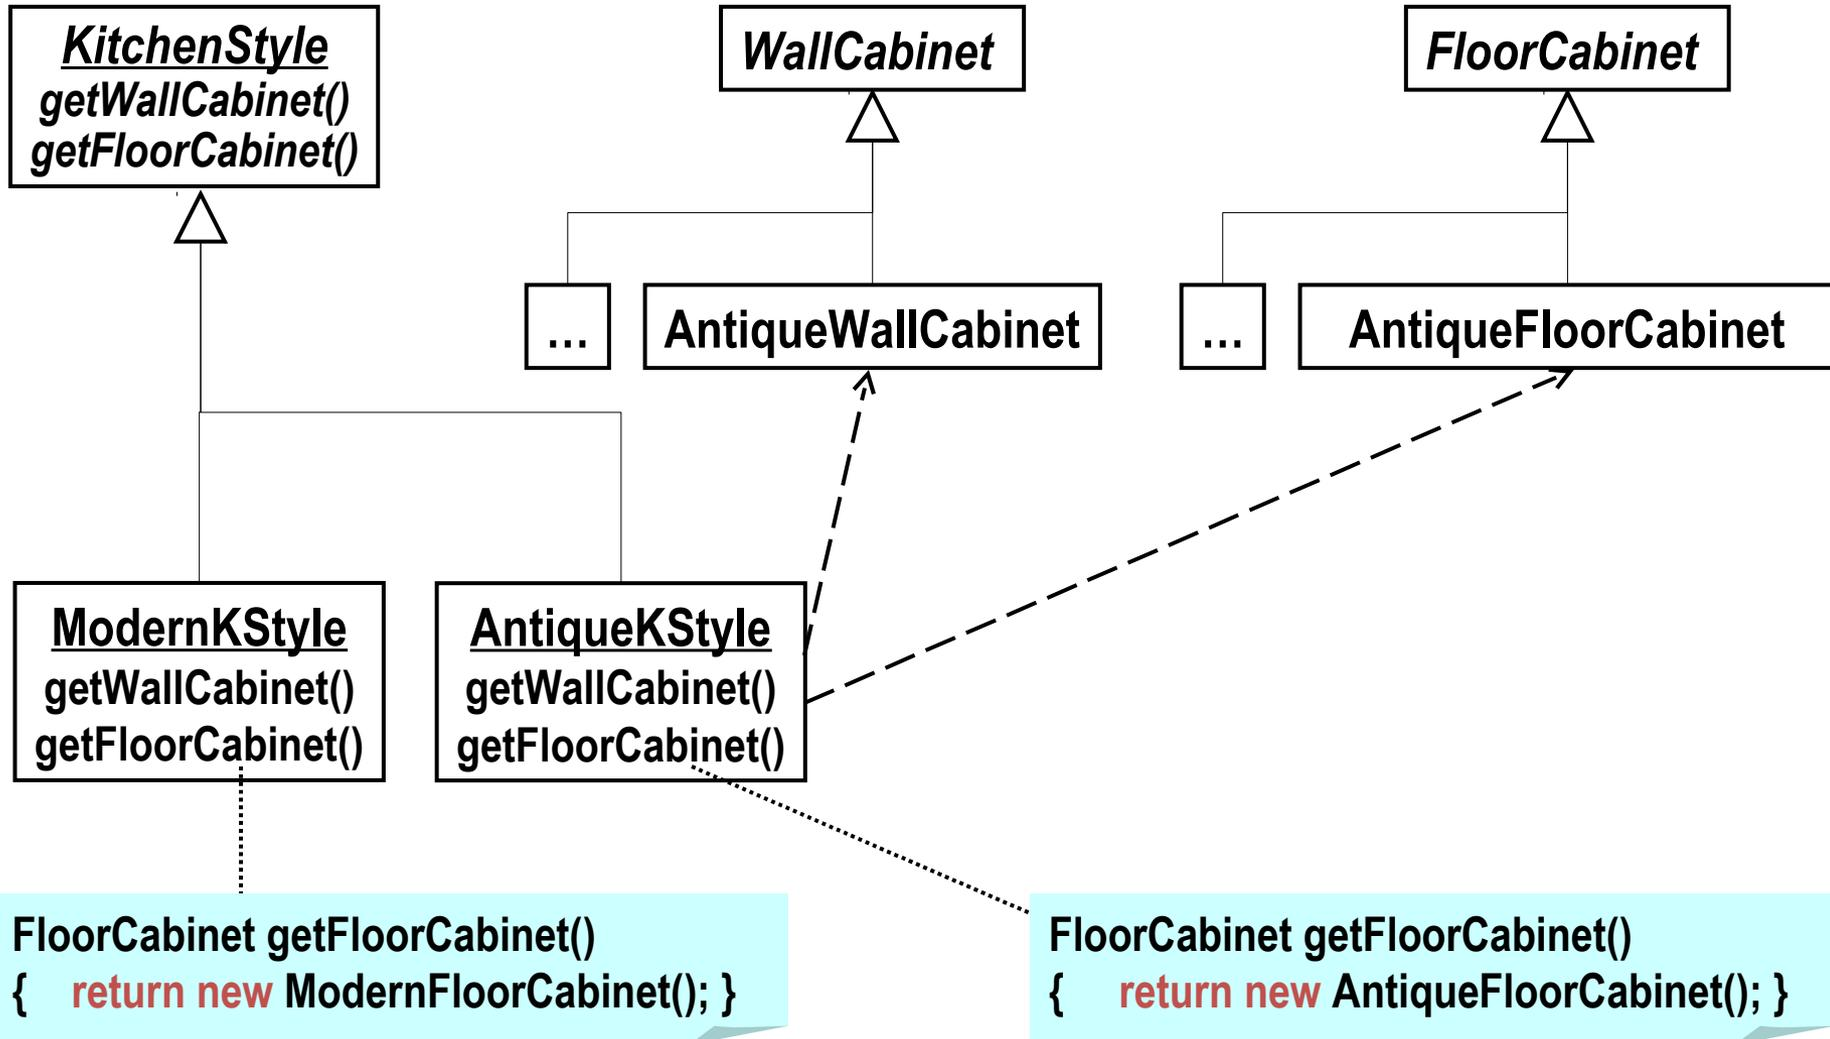 KitchenStyle
getWallCabinet()
getFloorCabinet()
WallCabinet
FloorCabinet
...
AntiqueWallCabinet
...
AntiqueFloorCabinet
ModernKStyle
getWallCabinet()
getFloorCabinet()
AntiqueKStyle
getWallCabinet()
getFloorCabinet()
FloorCabinet getFloorCabinet()
{ return new ModernFloorCabinet(); }
FloorCabinet getFloorCabinet()
{ return new AntiqueFloorCabinet(); }